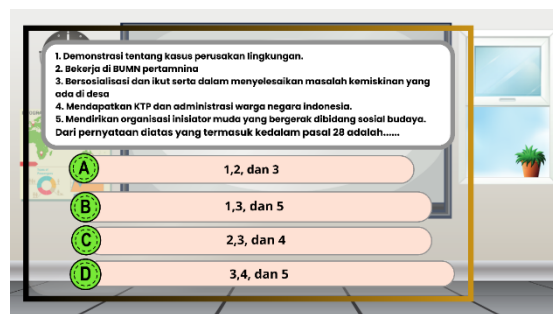 1. Demonstrasi tentang kasus perusakan lingkungan.
2. Bekerja di BUMN pertamnina
3. Bersosialisasi dan ikut serta dalam menyelesaikan masalah kemiskinan yang
ada di desa
4. Mendapatkan KTP dan administrasi warga negara indonesia.
5. Mendirikan organisasi inisiator muda yang bergerak dibidang sosial budaya.
Dari pernyataan diatas yang termasuk kedalam pasal 28 adalah......
A 1,2, dan 3
B 1,3, dan 5
C 2,3, dan 4
D 3,4, dan 5